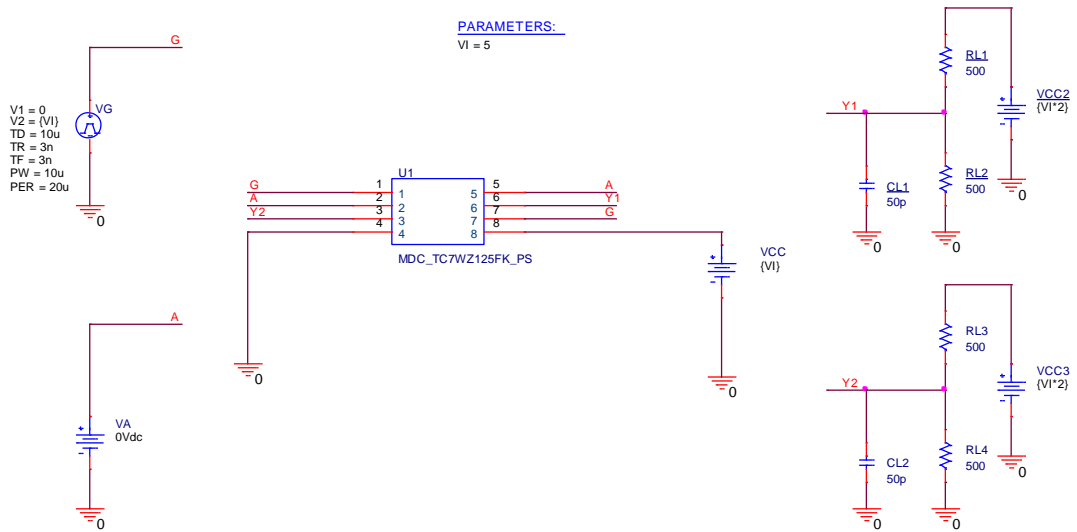 PARAMETERS:
VI = 5
G
V1 = 0
V2 = {VI}
TD = 10u
TR = 3n
TF = 3n
PW = 10u
PER = 20u
VG
0
A
VA
0Vdc
0
U1
G 1 1 5 5 A
A 2 2 6 6 Y1
Y2 3 3 7 7 G
4 4 8 8
MDC_TC7WZ125FK_PS
0
VCC
{VI}
0
RL1
500
VCC2
{VI*2}
Y1
CL1
50p
RL2
500
0
0
0
RL3
500
VCC3
{VI*2}
Y2
CL2
50p
RL4
500
0
0
0